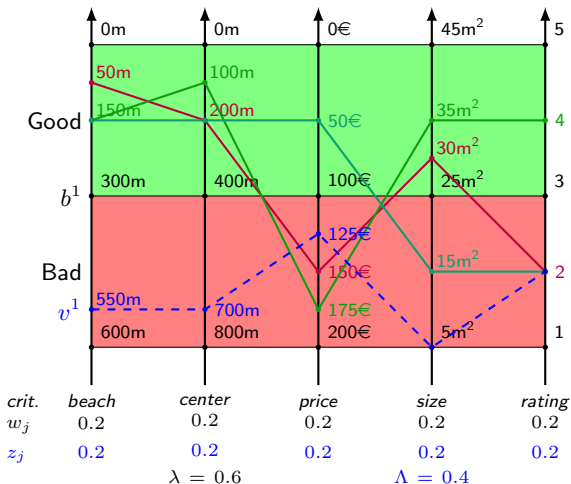 0m 0m 0€ 45m² 5
50m 100m
Good 150m 200m 50€ 35m² 4
30m²
b¹ 300m 400m 100€ 25m² 3
125€
Bad 150€ 15m² 2
v¹ 550m 700m 175€
600m 800m 200€ 5m² 1
crit. beach center price size rating
w_j 0.2 0.2 0.2 0.2 0.2
z_j 0.2 0.2 0.2 0.2 0.2
λ = 0.6 Λ = 0.4